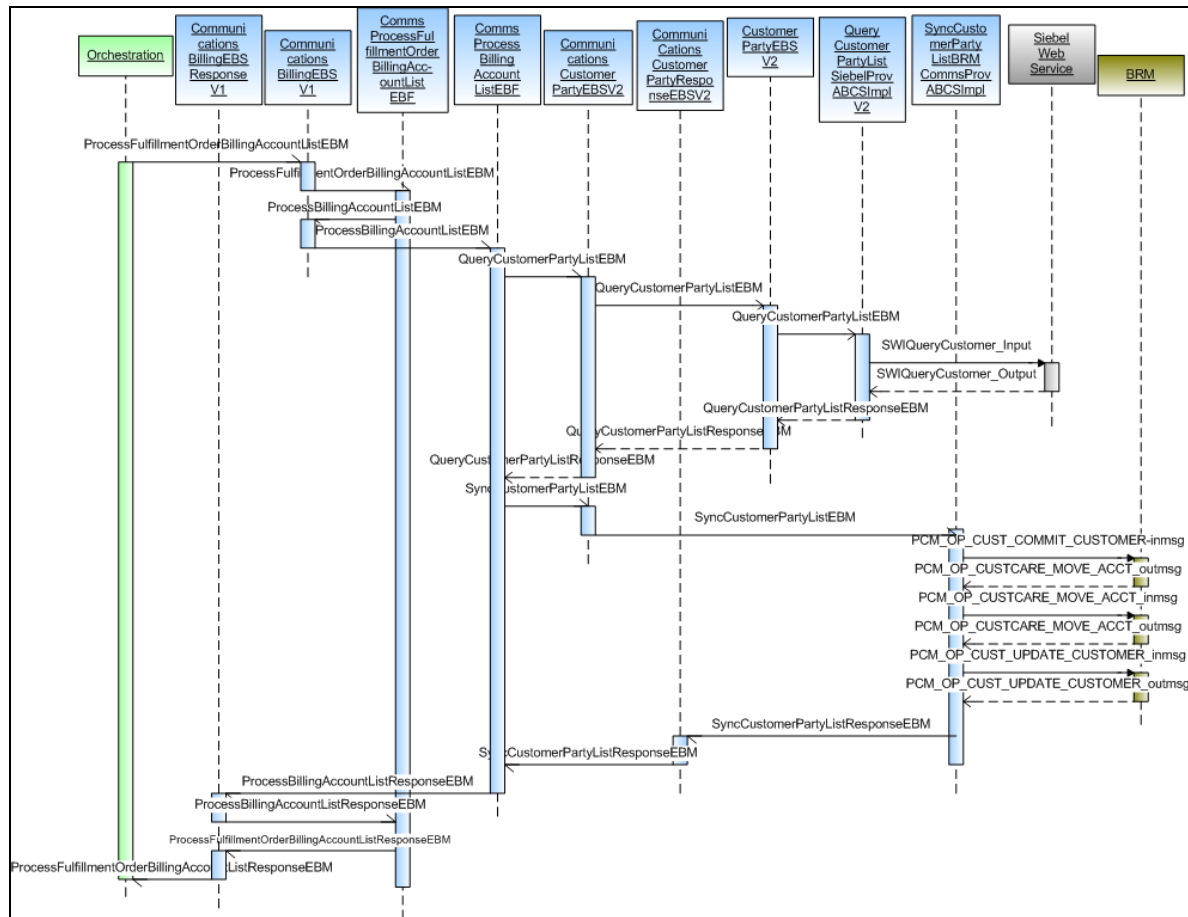 Orchestration
Communi
cations
BillingEBS
Response
V1
Communi
cations
BillingEBS
V1
Comms
ProcessFul
fillmentOrder
BillingAcc-
ountList
EBF
Comms
Process
Billing
Account
ListEBF
Communi
cations
Customer
PartyEBSV2
Communi
Cations
Customer
PartyRespo
nseEBSV2
Customer
PartyEBS
V2
Query
Customer
PartyList
SiebelProv
ABCSImpl
V2
SyncCusto
merParty
ListBRM
CommsProv
ABCSImpl
Siebel
Web
Service
BRM
ProcessFulfillmentOrderBillingAccountListEBM
ProcessFulfillmentOrderBillingAccountListEBM
ProcessBillingAccountListEBM
ProcessBillingAccountListEBM
QueryCustomerPartyListEBM
QueryCustomerPartyListEBM
QueryCustomerPartyListEBM
SWIQueryCustomer_Input
SWIQueryCustomer_Output
QueryCustomerPartyListResponseEBM
QueryCustomerPartyListResponseEBM
QueryCustomerPartyListResponseEBM
SyncCustomerPartyListEBM
SyncCustomerPartyListEBM
PCM_OP_CUST_COMMIT_CUSTOMER-inmsg
PCM_OP_CUSTCARE_MOVE_ACCT_outmsg
PCM_OP_CUSTCARE_MOVE_ACCT_inmsg
PCM_OP_CUSTCARE_MOVE_ACCT_outmsg
PCM_OP_CUST_UPDATE_CUSTOMER_inmsg
PCM_OP_CUST_UPDATE_CUSTOMER_outmsg
SyncCustomerPartyListResponseEBM
SyncCustomerPartyListResponseEBM
ProcessBillingAccountListResponseEBM
ProcessBillingAccountListResponseEBM
ProcessFulfillmentOrderBillingAccountListResponseEBM
ProcessFulfillmentOrderBillingAccountListResponseEBM